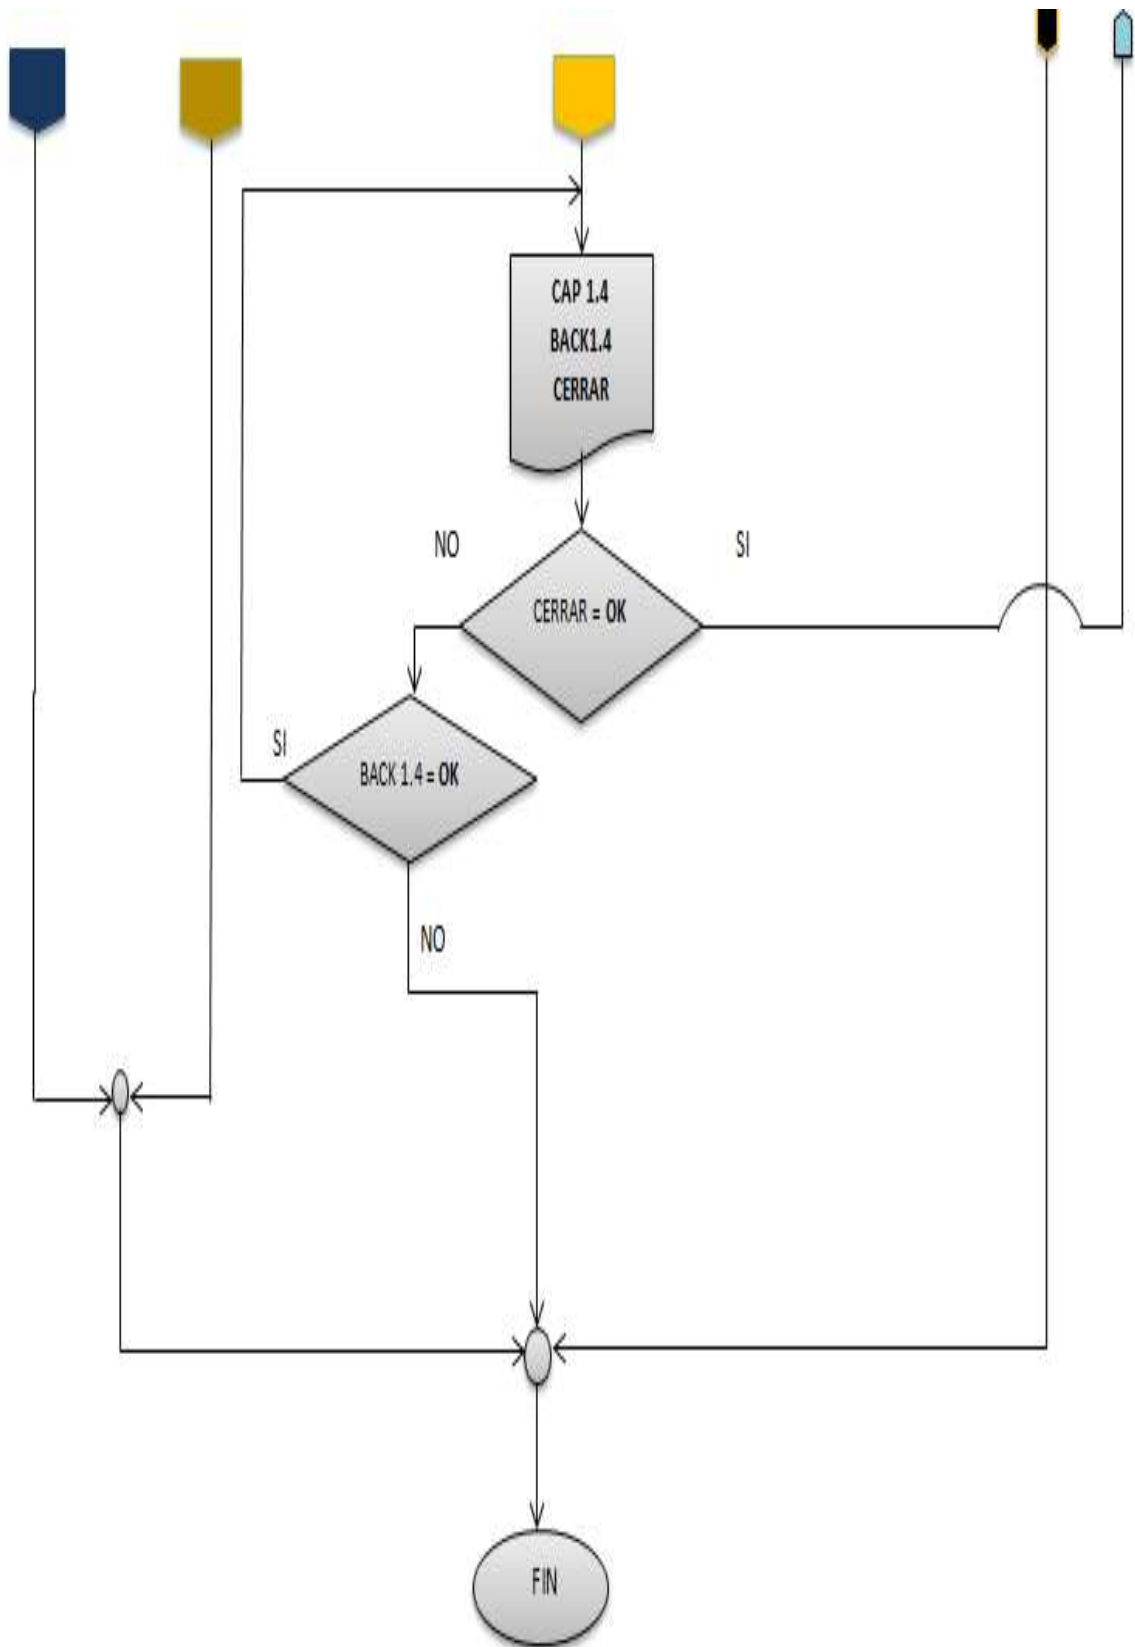 CAP 1.4
BACK1.4
CERRAR
NO
SI
CERRAR = OK
SI
BACK 1.4 = OK
NO
FIN